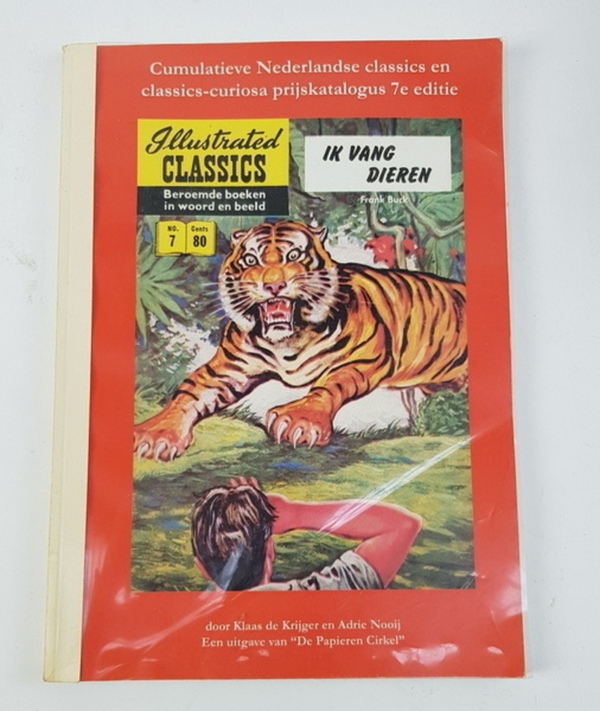 Cumulatieve Nederlandse classics en
classics-curiosa prijskatalogus 7e editie
Illustrated
CLASSICS
Beroemde boeken
in woord en beeld
NO.
7
Cents
80
IK VANG
DIEREN
Frank Buck
door Klaas de Krijger en Adrie Nooij
Een uitgave van "De Papieren Cirkel"